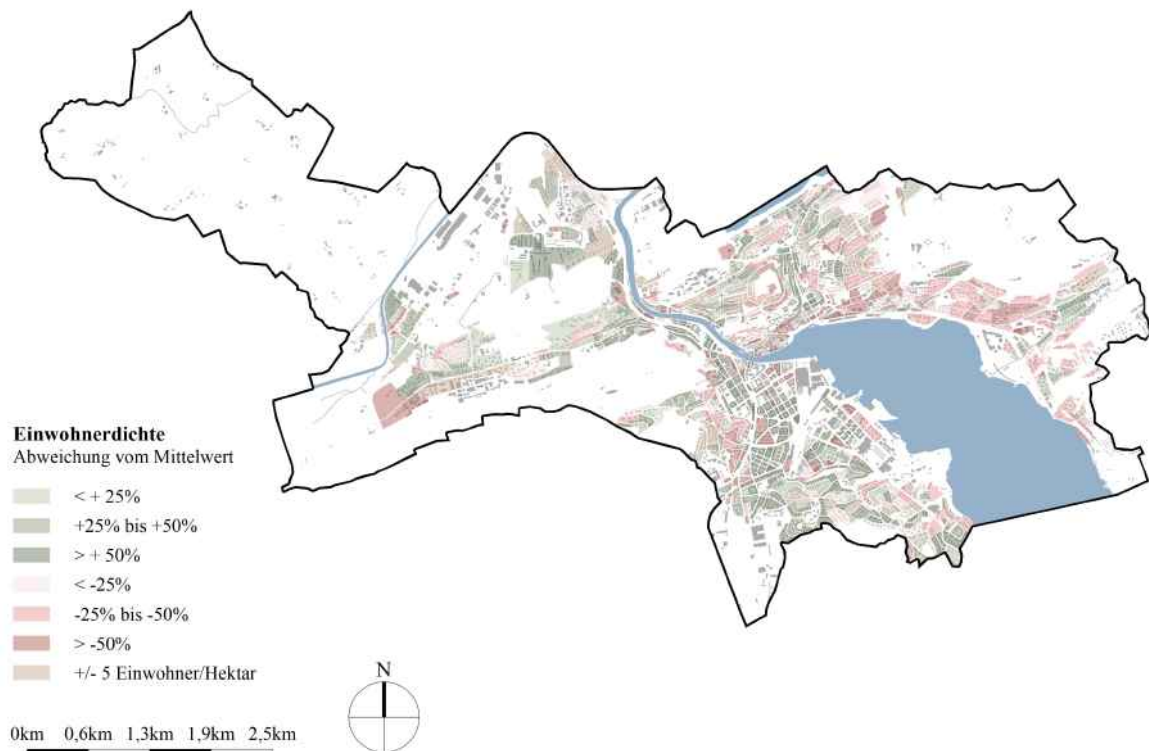 Einwohnerdichte
Abweichung vom Mittelwert
< + 25%
+25% bis +50%
> + 50%
< -25%
-25% bis -50%
> -50%
+/- 5 Einwohner/Hektar
N
0km 0,6km 1,3km 1,9km 2,5km